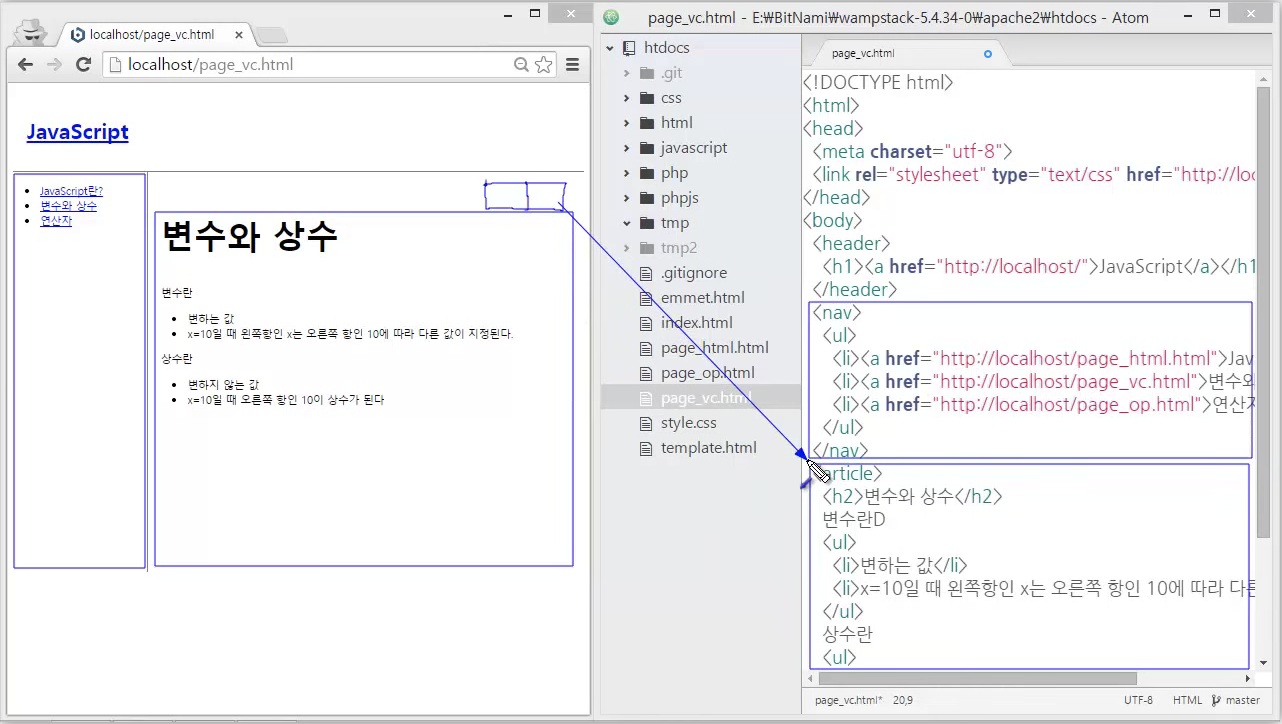 localhost/page_vc.html
localhost/page_vc.html
JavaScript
JavaScript란?
변수와 상수
연산자
변수와 상수
변수란
변하는 값
x=10일 때 왼쪽항인 x는 오른쪽 항인 10에 따라 다른 값이 지정된다.
상수란
변하지 않는 값
x=10일 때 오른쪽 항인 10이 상수가 된다
page_vc.html - E:₩BitNami₩wampstack-5.4.34-0₩apache2₩htdocs - Atom
htdocs
.git
css
html
javascript
php
phpjs
tmp
tmp2
.gitignore
emmet.html
index.html
page_html.html
page_op.html
page_vc.html
style.css
template.html
page_vc.html
<!DOCTYPE html>
<html>
<head>
<meta charset="utf-8">
<link rel="stylesheet" type="text/css" href="http://loc
</head>
<body>
<header>
<h1><a href="http://localhost/">JavaScript</a></h1
</header>
<nav>
<ul>
<li><a href="http://localhost/page_html.html">Jav
<li><a href="http://localhost/page_vc.html">변수와
<li><a href="http://localhost/page_op.html">연산자
</ul>
</nav>
article>
<h2>변수와 상수</h2>
변수란D
<ul>
<li>변하는 값</li>
<li>x=10일 때 왼쪽항인 x는 오른쪽 항인 10에 따라 다른
</ul>
상수란
<ul>
page_vc.html* 20,9 UTF-8 HTML master